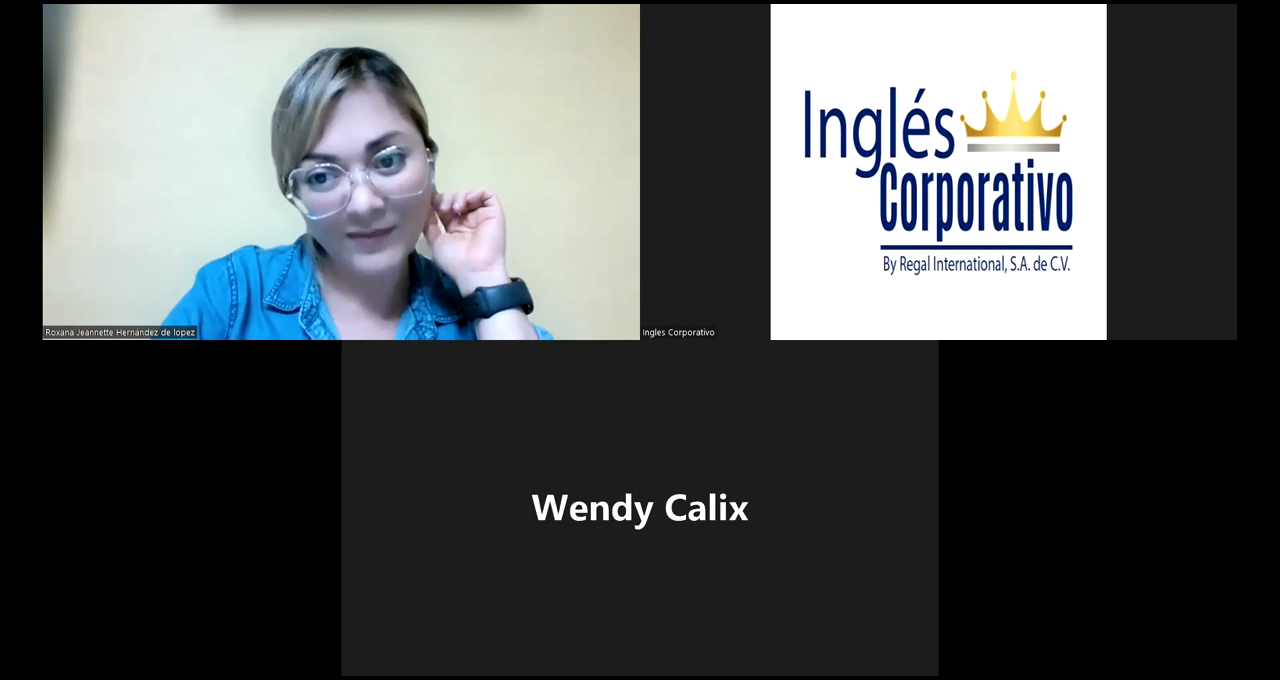 Inglés
Corporativo
By Regal International, S.A. de C.V.
Roxana Jeannette Hernández de lopez
Ingles Corporativo
Wendy Calix